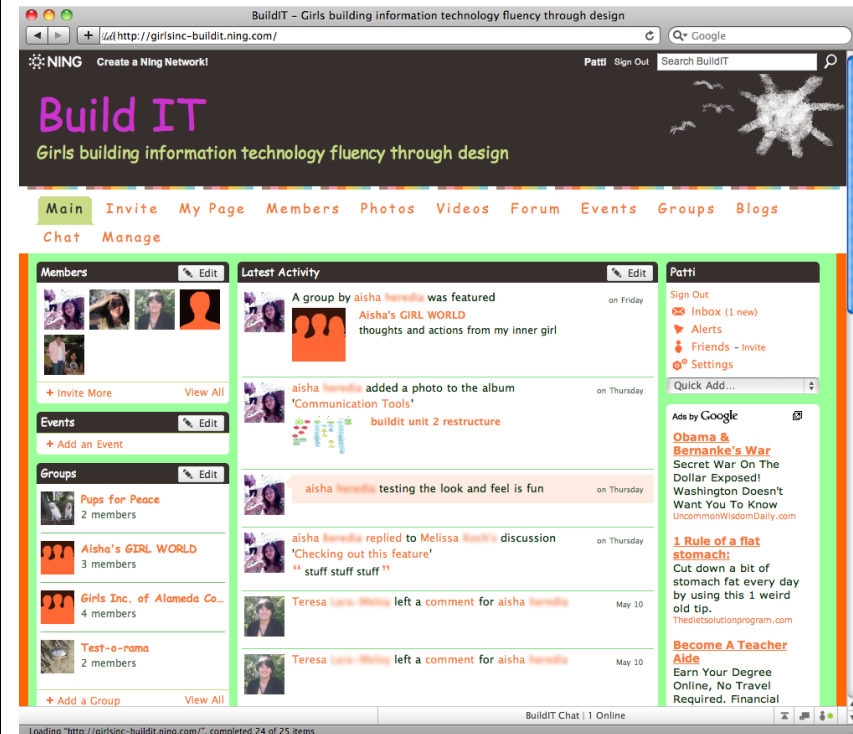 BuildIT – Girls building information technology fluency through design
http://girlsinc-buildit.ning.com/
Google
NING Create a Ning Network!
Patti Sign Out Search BuildIT
Build IT
Girls building information technology fluency through design
Main Invite My Page Members Photos Videos Forum Events Groups Blogs
Chat Manage
Members Edit
+ Invite More View All
Events Edit
+ Add an Event
Groups Edit
Pups for Peace
2 members
Aisha's GIRL WORLD
3 members
Girls Inc. of Alameda Co...
4 members
Test-o-rama
2 members
+ Add a Group View All
Latest Activity Edit
A group by aisha was featured on Friday
Aisha's GIRL WORLD
thoughts and actions from my inner girl
aisha added a photo to the album on Thursday
'Communication Tools'
buildit unit 2 restructure
aisha testing the look and feel is fun on Thursday
aisha replied to Melissa discussion on Thursday
'Checking out this feature'
“ stuff stuff stuff ”
Teresa left a comment for aisha May 10
Teresa left a comment for aisha May 10
Patti
Sign Out
Inbox (1 new)
Alerts
Friends – Invite
Settings
Quick Add...
Ads by Google
Obama &
Bernanke's War
Secret War On The
Dollar Exposed!
Washington Doesn't
Want You To Know
UncommonWisdomDaily.com
1 Rule of a flat
stomach:
Cut down a bit of
stomach fat every day
by using this 1 weird
old tip.
Thedietsolutionprogram.com
Become A Teacher
Aide
Earn Your Degree
Online, No Travel
Required. Financial
BuildIT Chat | 1 Online
Loading "http://girlsinc-buildit.ning.com/", completed 24 of 25 items